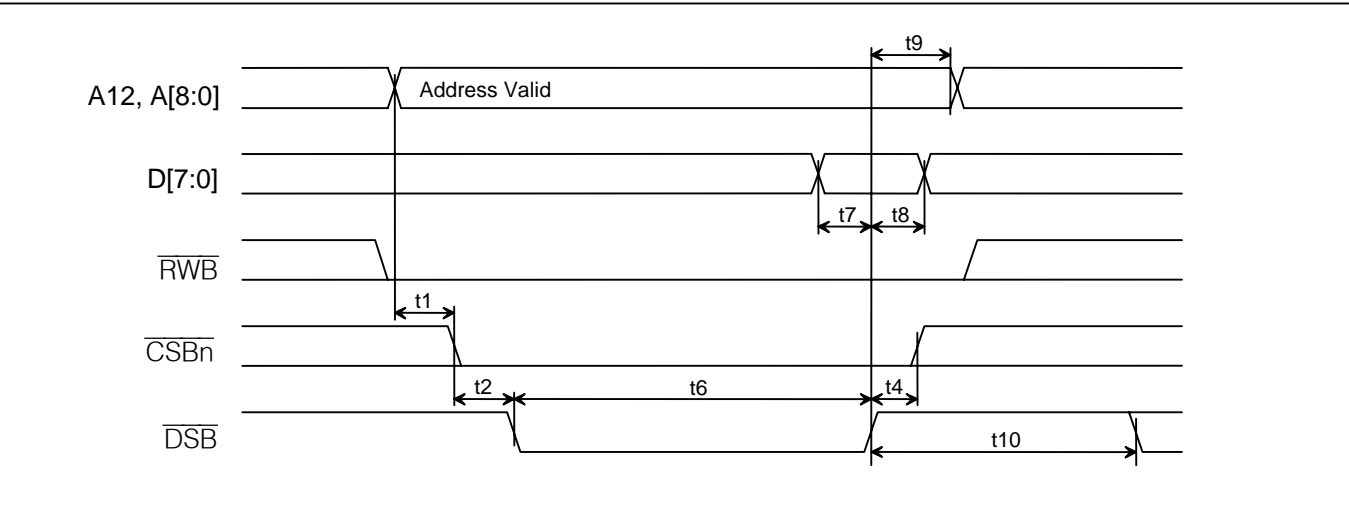 t9
A12, A[8:0]
Address Valid
D[7:0]
t7
t8
RWB
t1
CSBn
t2
t6
t4
DSB
t10